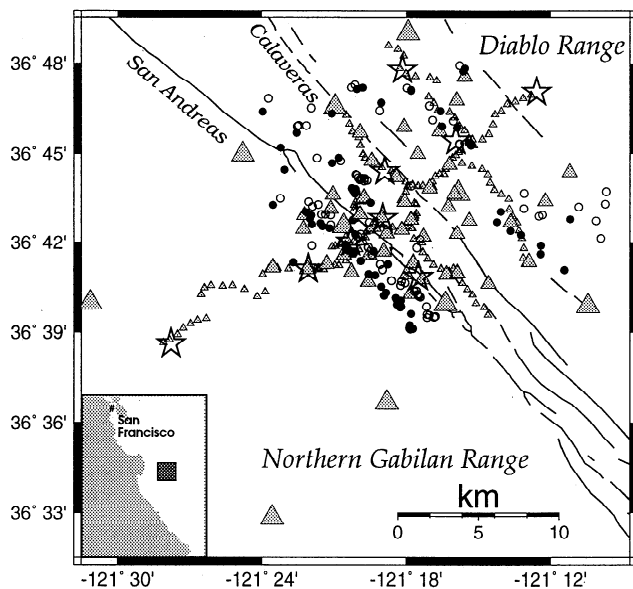 Diablo Range
Calaveras
San Andreas
36° 48'
36° 45'
36° 42'
36° 39'
36° 36'
36° 33'
San
Francisco
Northern Gabilan Range
km
0 5 10
-121° 30' -121° 24' -121° 18' -121° 12'